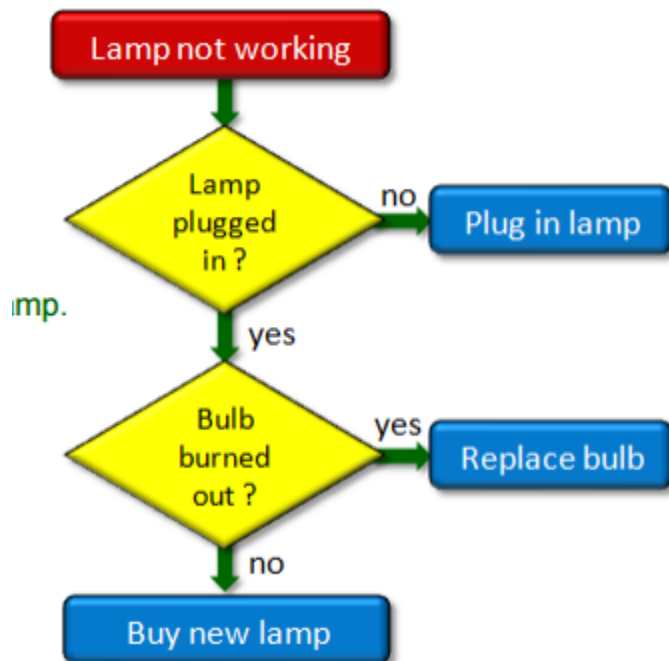 Lamp not working
Lamp
plugged
in ?
no
Plug in lamp
amp.
yes
Bulb
burned
out ?
yes
Replace bulb
no
Buy new lamp